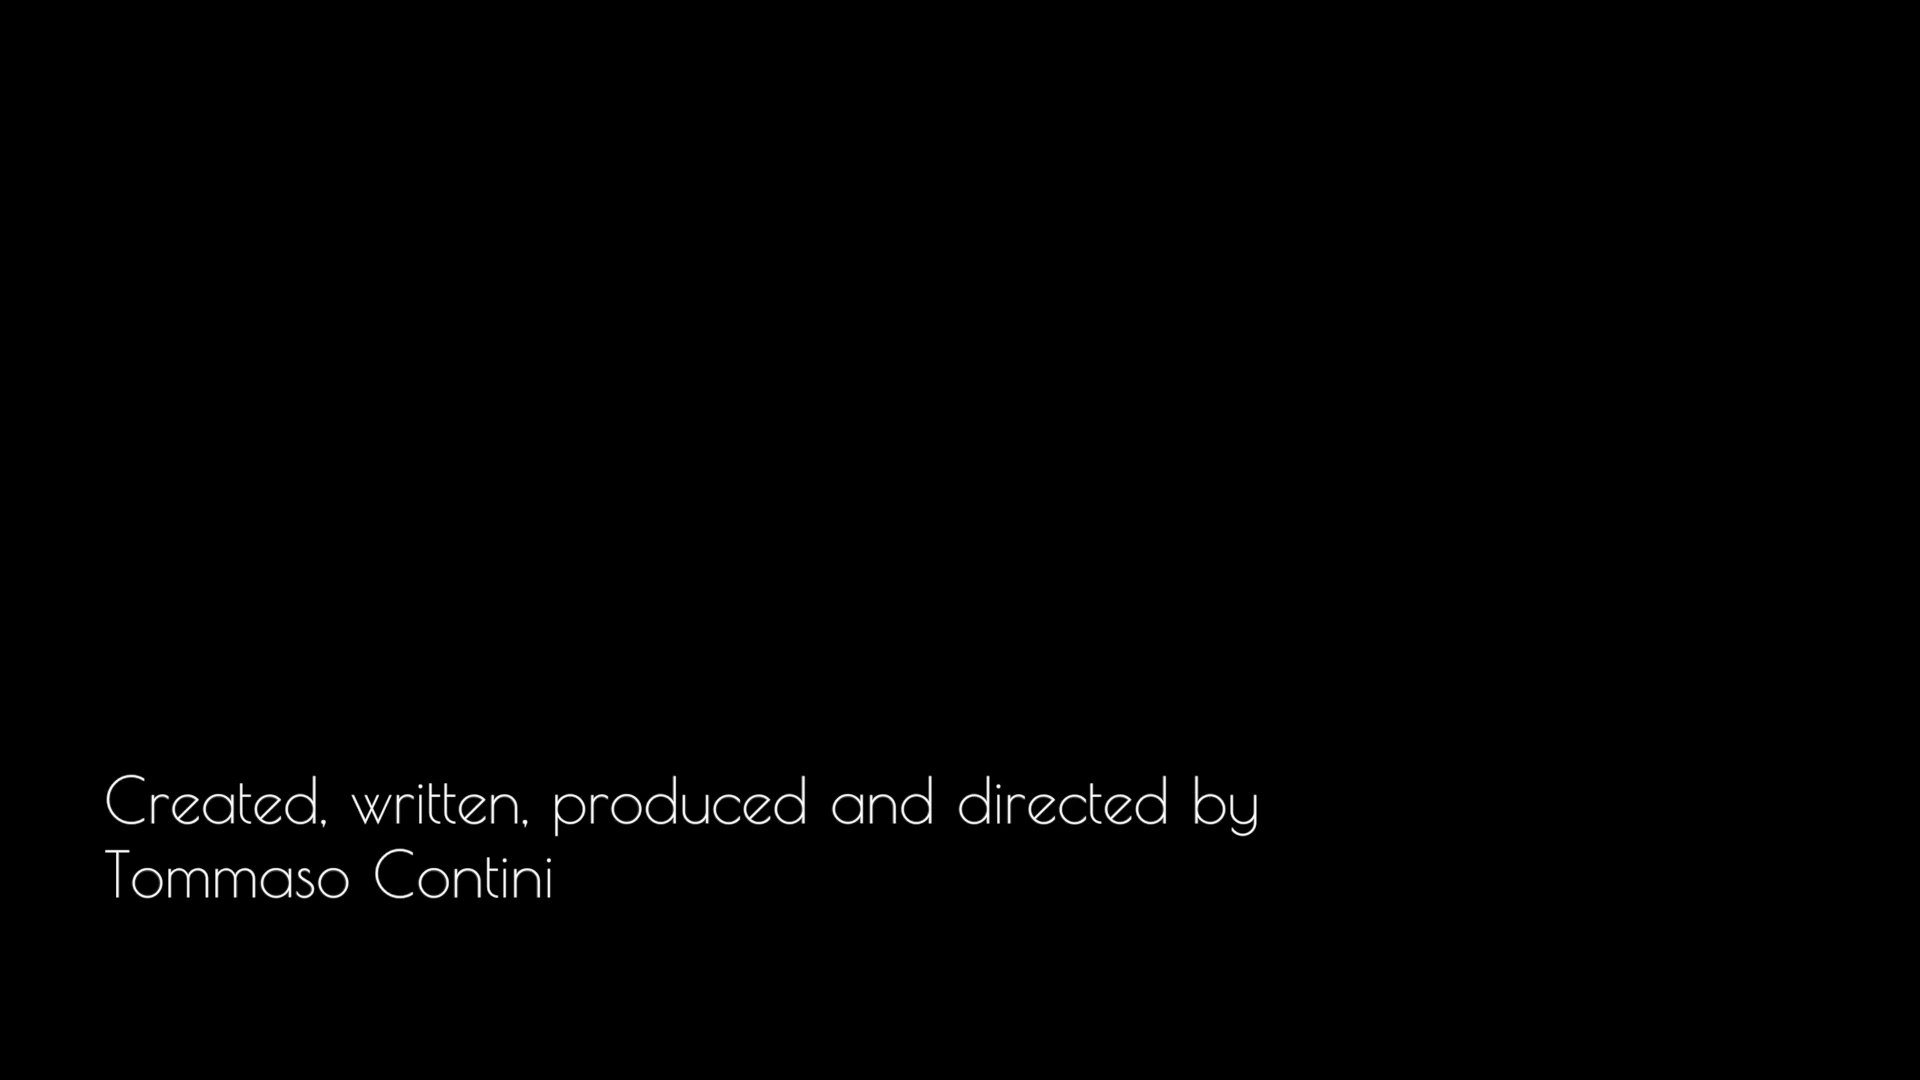 Created, written, produced and directed by
Tommaso Contini